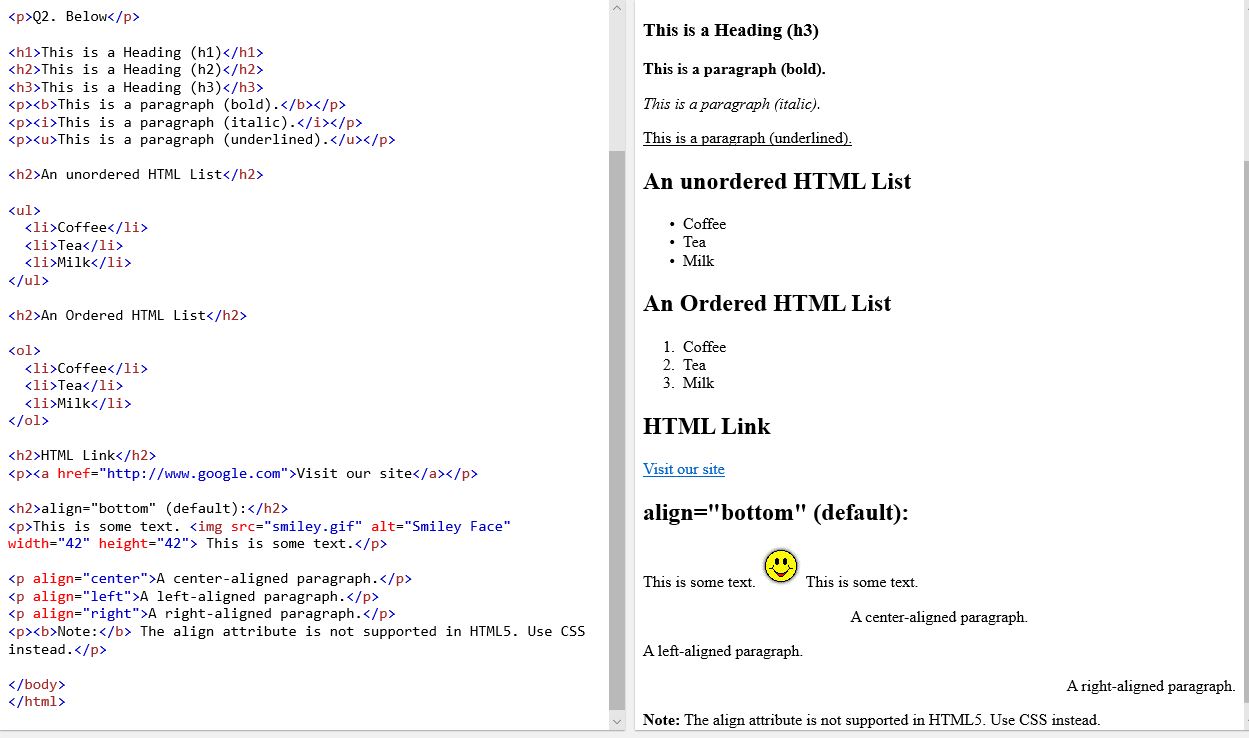 <p>Q2. Below</p>
<h1>This is a Heading (h1)</h1>
<h2>This is a Heading (h2)</h2>
<h3>This is a Heading (h3)</h3>
<p><b>This is a paragraph (bold).</b></p>
<p><i>This is a paragraph (italic).</i></p>
<p><u>This is a paragraph (underlined).</u></p>
<h2>An unordered HTML List</h2>
<ul>
  <li>Coffee</li>
  <li>Tea</li>
  <li>Milk</li>
</ul>
<h2>An Ordered HTML List</h2>
<ol>
  <li>Coffee</li>
  <li>Tea</li>
  <li>Milk</li>
</ol>
<h2>HTML Link</h2>
<p><a href="http://www.google.com">Visit our site</a></p>
<h2>align="bottom" (default):</h2>
<p>This is some text. <img src="smiley.gif" alt="Smiley Face"
width="42" height="42"> This is some text.</p>
<p align="center">A center-aligned paragraph.</p>
<p align="left">A left-aligned paragraph.</p>
<p align="right">A right-aligned paragraph.</p>
<p><b>Note:</b> The align attribute is not supported in HTML5. Use CSS
instead.</p>
</body>
</html>
This is a Heading (h3)
This is a paragraph (bold).
This is a paragraph (italic).
This is a paragraph (underlined).
An unordered HTML List
• Coffee
• Tea
• Milk
An Ordered HTML List
1. Coffee
2. Tea
3. Milk
HTML Link
Visit our site
align="bottom" (default):
This is some text. This is some text.
A center-aligned paragraph.
A left-aligned paragraph.
A right-aligned paragraph.
Note: The align attribute is not supported in HTML5. Use CSS instead.